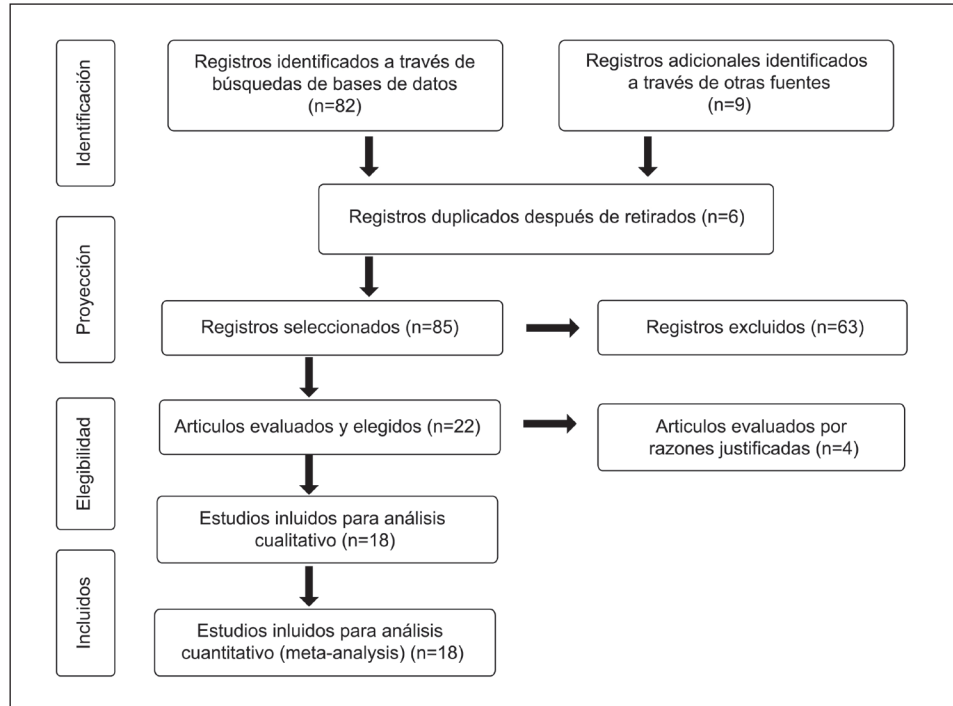 Identificación
Registros identificados a través de
búsquedas de bases de datos
(n=82)
Registros adicionales identificados
a través de otras fuentes
(n=9)
Registros duplicados después de retirados (n=6)
Proyección
Registros seleccionados (n=85)
Registros excluidos (n=63)
Elegibilidad
Articulos evaluados y elegidos (n=22)
Articulos evaluados por
razones justificadas (n=4)
Estudios inluidos para análisis
cualitativo (n=18)
Incluidos
Estudios inluidos para análisis
cuantitativo (meta-analysis) (n=18)